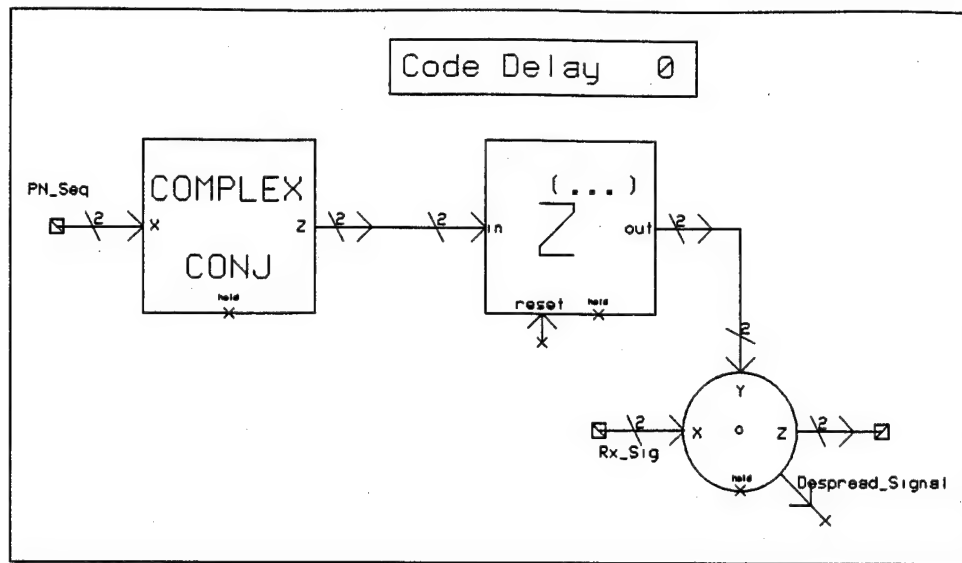 Code Delay 0
PN_Seq
2
X
COMPLEX
CONJ
Z
hold
2
2
in
Z(...)
out
reset
hold
2
2
Rx_Sig
2
X
Y
o
Z
hold
2
Despread_Signal